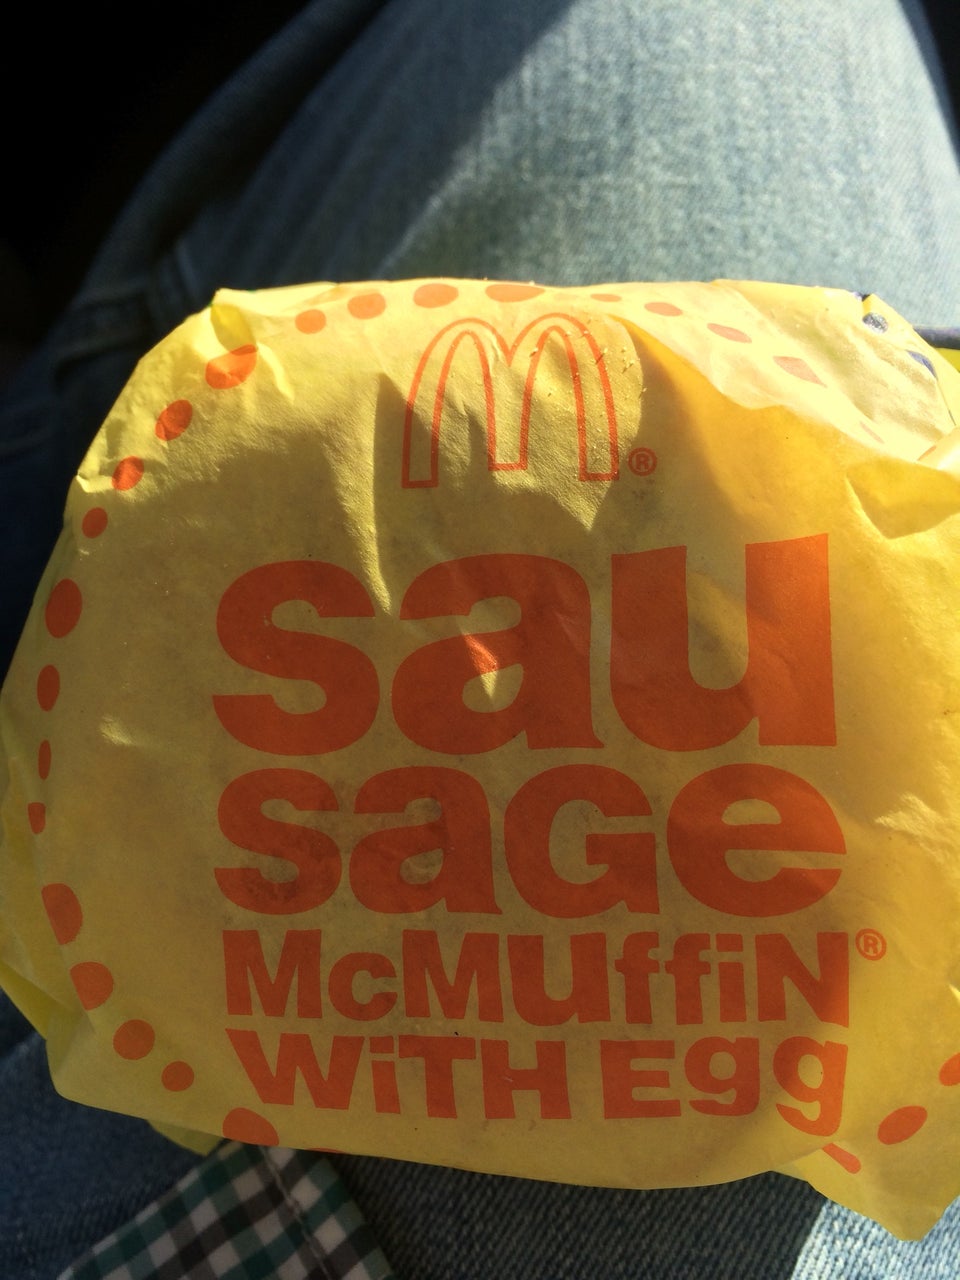 M®
sau
saGe
McMUffiN®
WiTH Egg